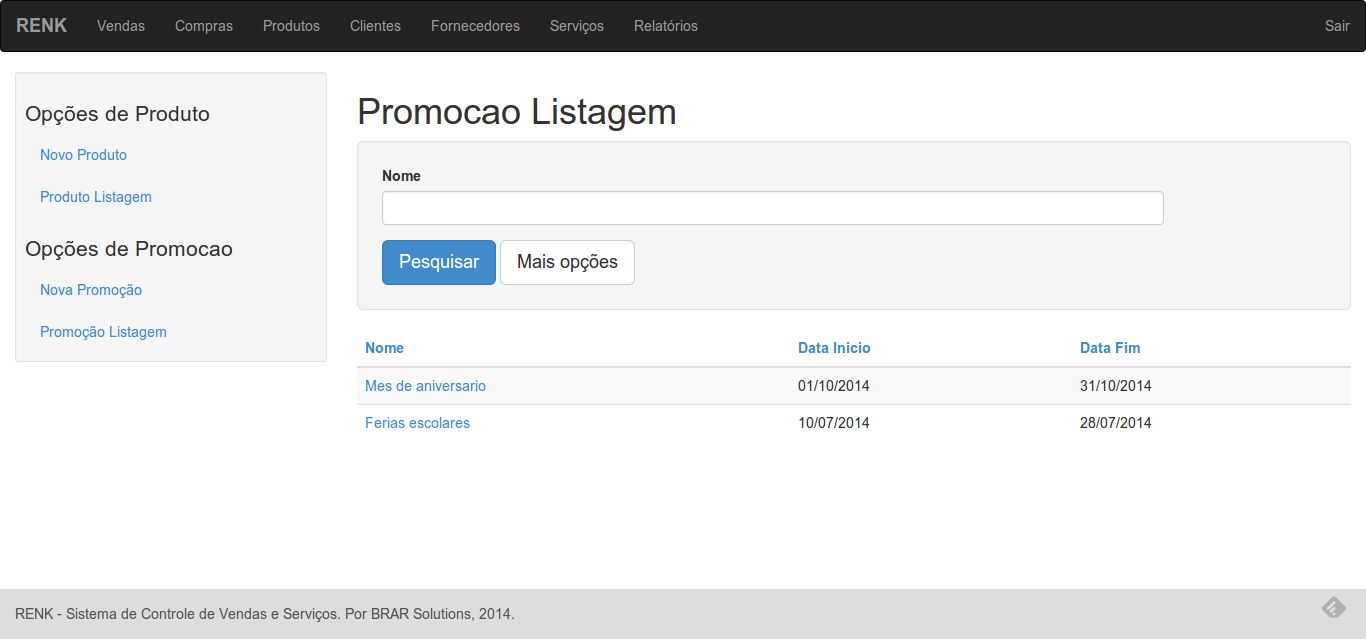 RENK Vendas Compras Produtos Clientes Fornecedores Serviços Relatórios Sair
Opções de Produto
Novo Produto
Produto Listagem
Opções de Promocao
Nova Promoção
Promoção Listagem
Promocao Listagem
Nome
Pesquisar Mais opções
Nome Data Inicio Data Fim
Mes de aniversario 01/10/2014 31/10/2014
Ferias escolares 10/07/2014 28/07/2014
RENK - Sistema de Controle de Vendas e Serviços. Por BRAR Solutions, 2014.